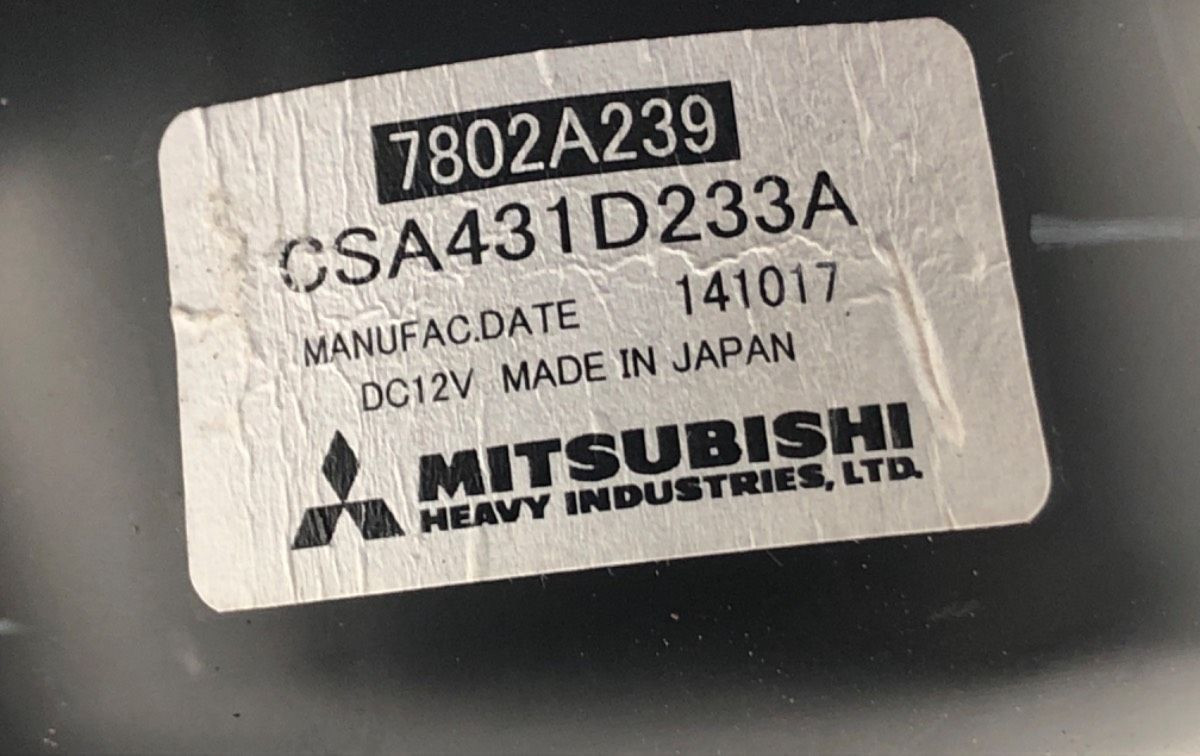 7802A239
CSA431D233A
MANUFAC.DATE 141017
DC12V MADE IN JAPAN
MITSUBISHI
HEAVY INDUSTRIES, LTD.